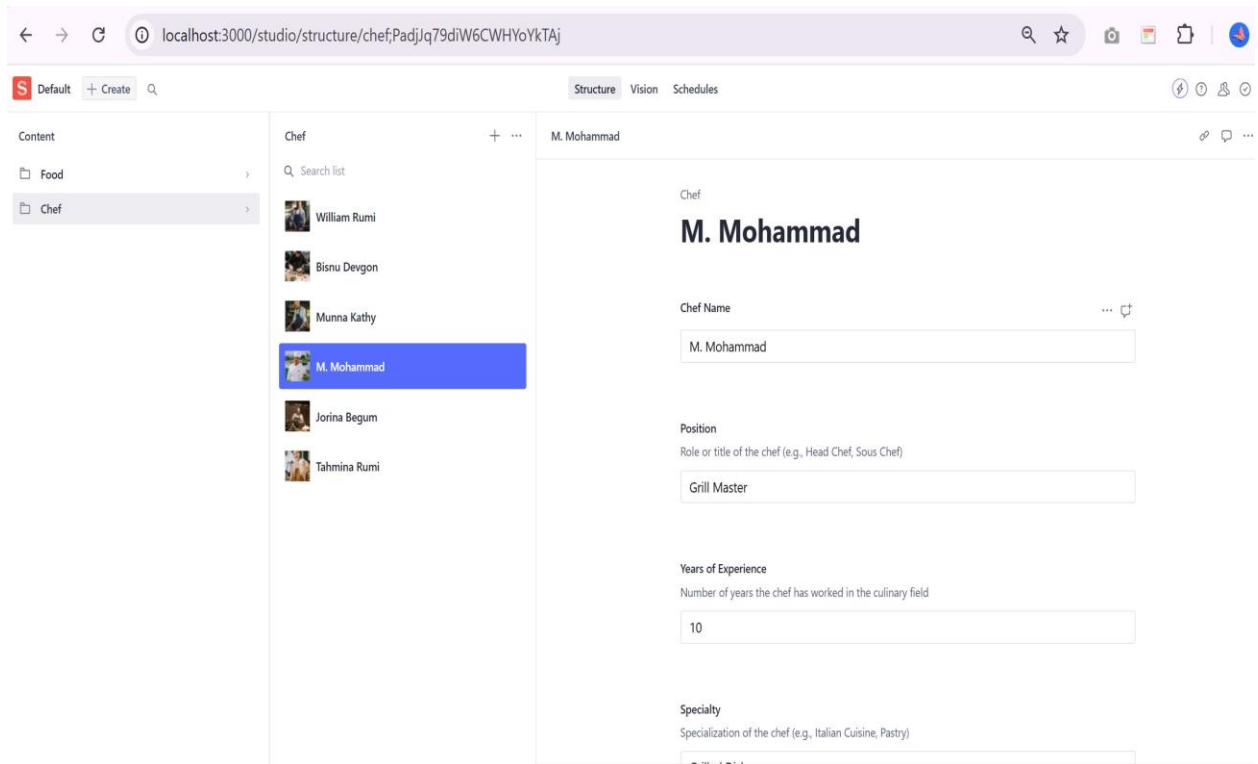 localhost:3000/studio/structure/chef;PadjJq79diW6CWHYoYkTAj
S Default + Create Structure Vision Schedules
Content
Food
Chef
Chef
Search list
William Rumi
Bisnu Devgon
Munna Kathy
M. Mohammad
Jorina Begum
Tahmina Rumi
M. Mohammad
Chef
M. Mohammad
Chef Name
M. Mohammad
Position
Role or title of the chef (e.g., Head Chef, Sous Chef)
Grill Master
Years of Experience
Number of years the chef has worked in the culinary field
10
Specialty
Specialization of the chef (e.g., Italian Cuisine, Pastry)